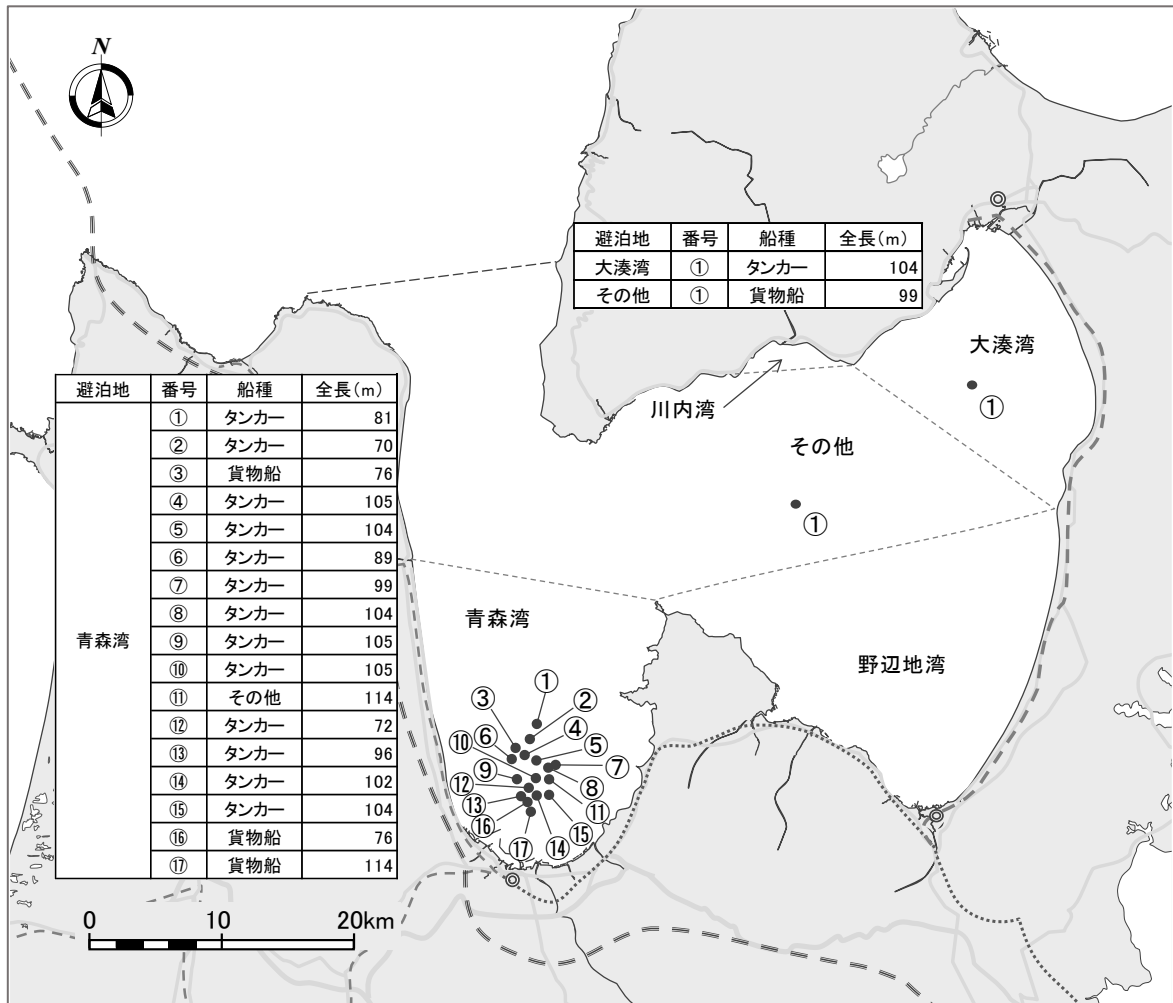 N
避泊地 番号 船種 全長(m)
大湊湾 ① タンカー 104
その他 ① 貨物船 99
大湊湾
①
川内湾
その他
①
避泊地 番号 船種 全長(m)
青森湾
① タンカー 81
② タンカー 70
③ 貨物船 76
④ タンカー 105
⑤ タンカー 104
⑥ タンカー 89
⑦ タンカー 99
⑧ タンカー 104
⑨ タンカー 105
⑩ タンカー 105
⑪ その他 114
⑫ タンカー 72
⑬ タンカー 96
⑭ タンカー 102
⑮ タンカー 104
⑯ 貨物船 76
⑰ 貨物船 114
青森湾
野辺地湾
①
③ ②
④
⑥
⑩ ⑤
⑦
⑨ ⑧
⑫ ⑪
⑬
⑯ ⑮
⑰ ⑭
0 10 20km